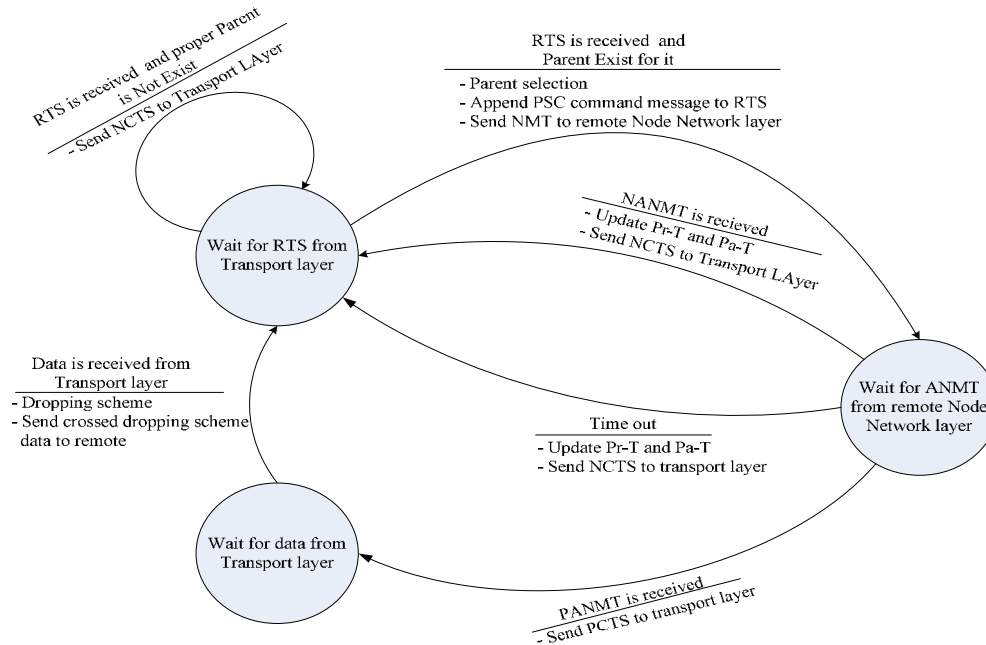 RTS is received and proper Parent
is Not Exist
- Send NCTS to Transport LAyer
RTS is received and
Parent Exist for it
- Parent selection
- Append PSC command message to RTS
- Send NMT to remote Node Network layer
NANMT is recieved
- Update Pr-T and Pa-T
- Send NCTS to Transport LAyer
Wait for RTS from
Transport layer
Data is received from
Transport layer
- Dropping scheme
- Send crossed dropping scheme
data to remote
Wait for ANMT
from remote Node
Network layer
Time out
- Update Pr-T and Pa-T
- Send NCTS to transport layer
Wait for data from
Transport layer
PANMT is received
- Send PCTS to transport layer